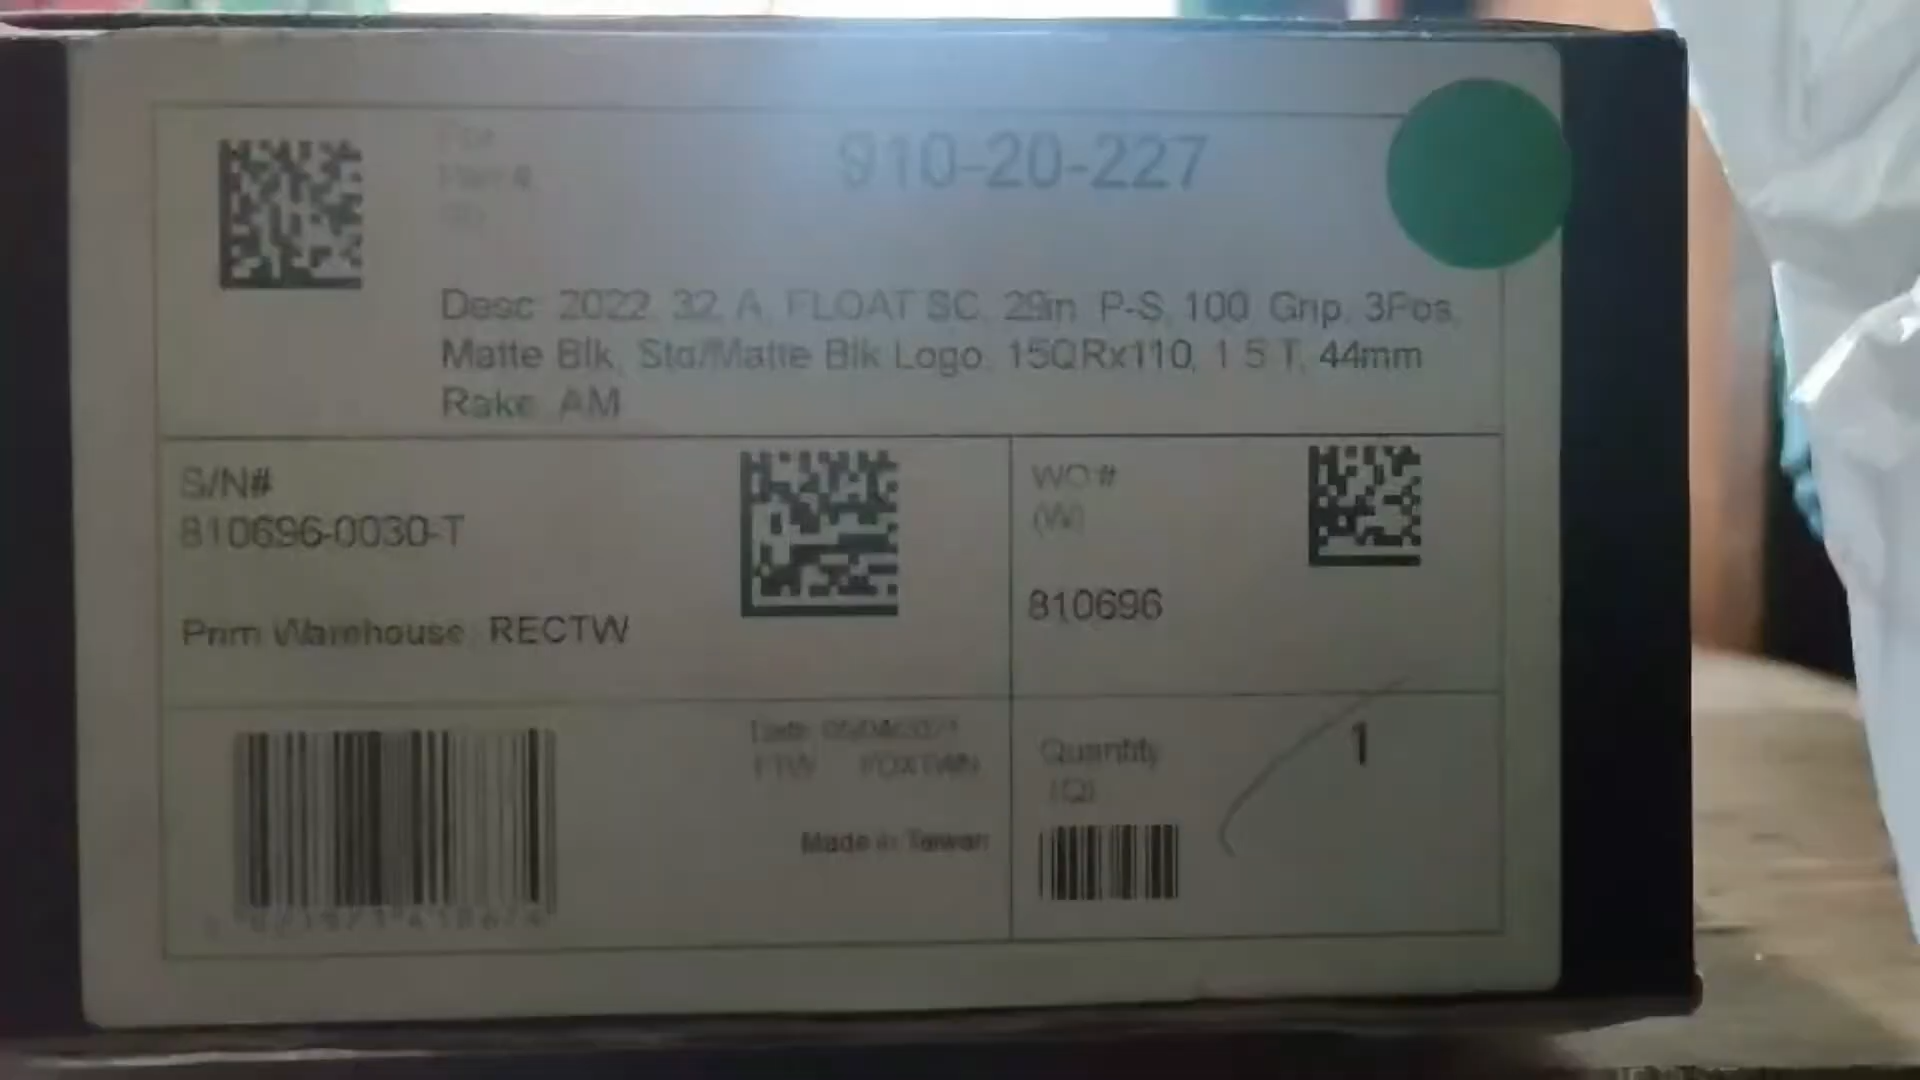 910-20-227
Desc: 2022, 32, A, FLOAT SC, 29in, P-S, 100, Grip, 3Pos,
Matte Blk, Std/Matte Blk Logo, 15QRx110, 1.5 T, 44mm
Rake, AM
S/N#
810696-0030-T
WO #
(W)
810696
Prim Warehouse: RECTW
Made in Taiwan
Quantity
(Q)
1